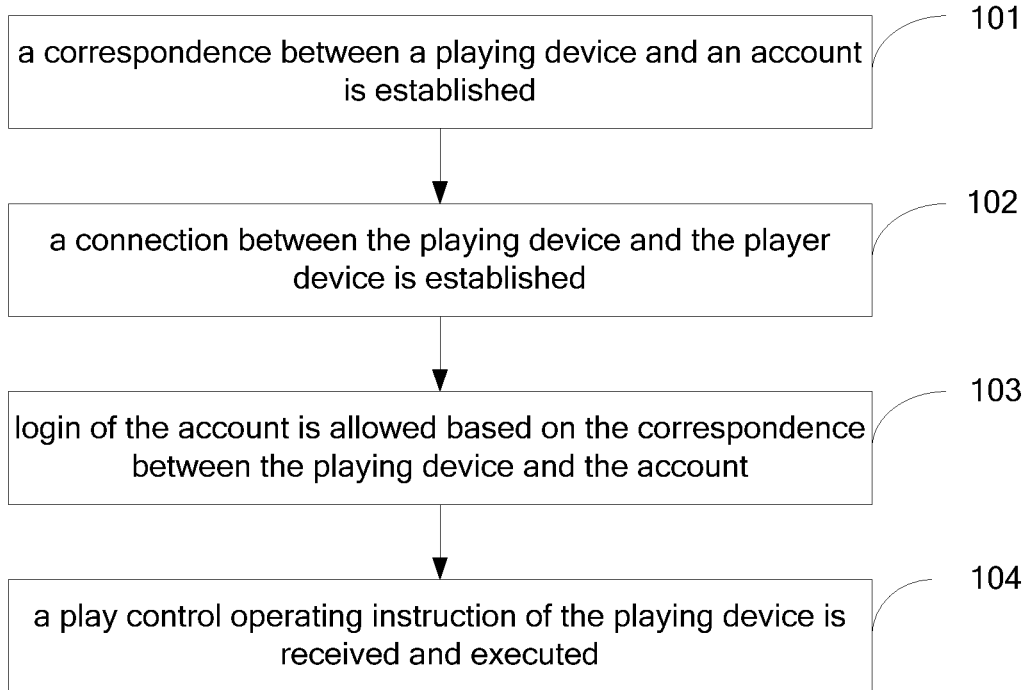 101
a correspondence between a playing device and an account
is established
102
a connection between the playing device and the player
device is established
103
login of the account is allowed based on the correspondence
between the playing device and the account
104
a play control operating instruction of the playing device is
received and executed